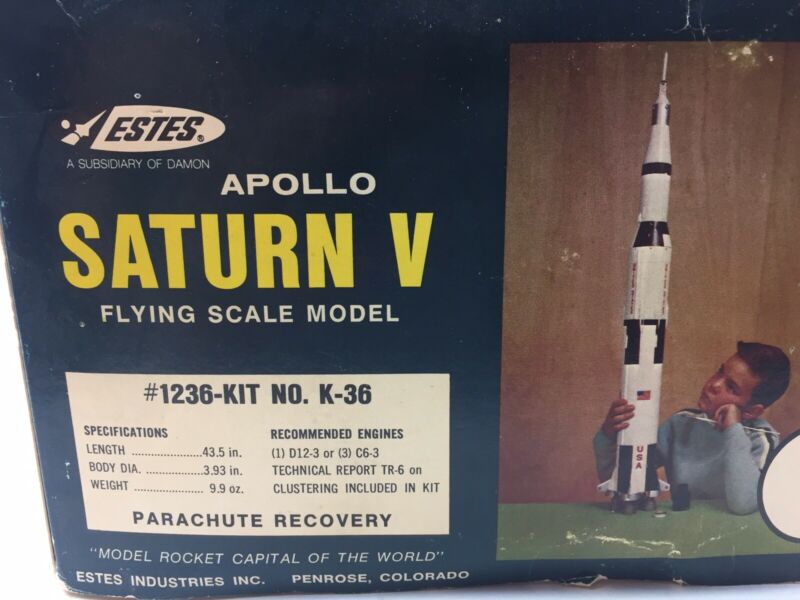 ESTES®
A SUBSIDIARY OF DAMON
APOLLO
SATURN V
FLYING SCALE MODEL
#1236-KIT NO. K-36
SPECIFICATIONS
LENGTH ....................43.5 in.
BODY DIA. .................3.93 in.
WEIGHT ..................... 9.9 oz.
RECOMMENDED ENGINES
(1) D12-3 or (3) C6-3
TECHNICAL REPORT TR-6 on
CLUSTERING INCLUDED IN KIT
PARACHUTE RECOVERY
"MODEL ROCKET CAPITAL OF THE WORLD"
ESTES INDUSTRIES INC. PENROSE, COLORADO
USA